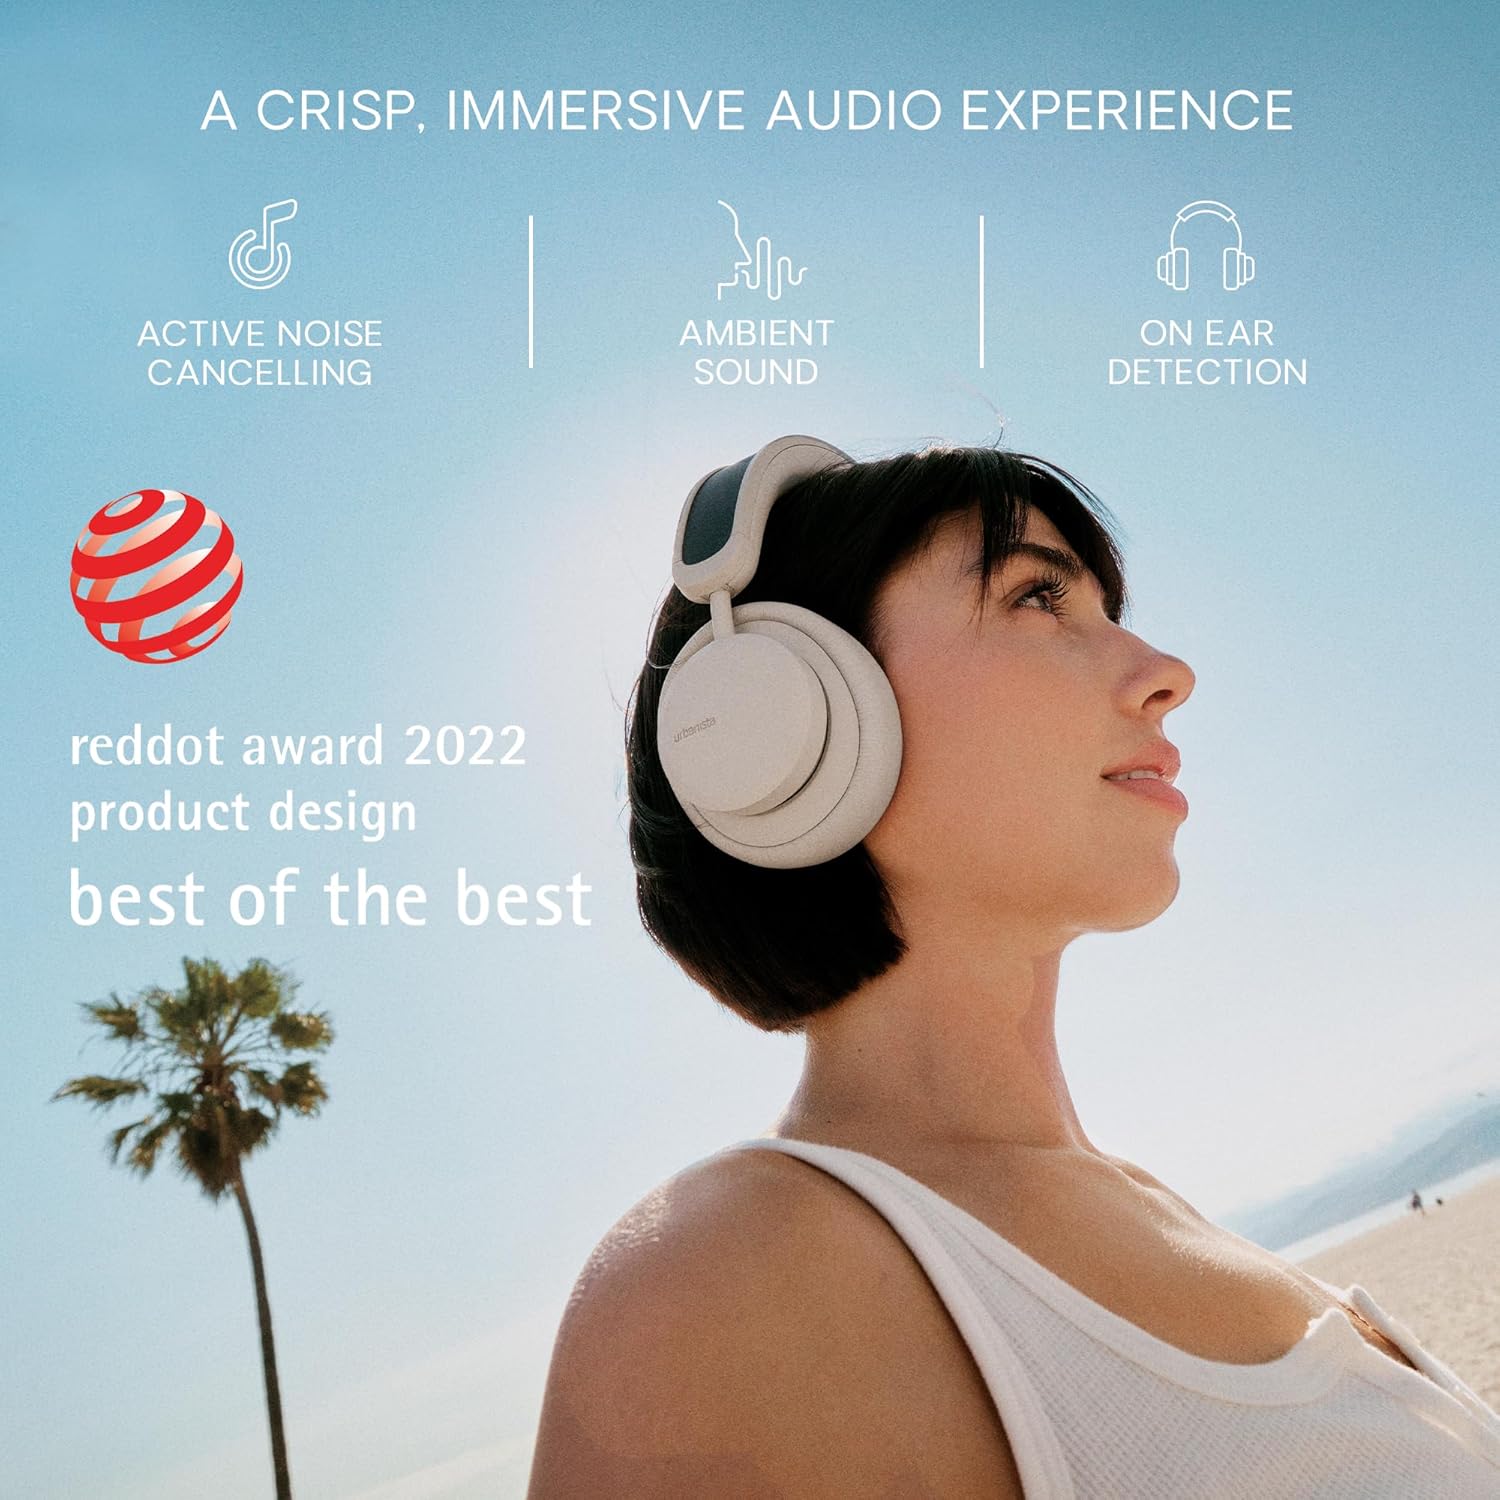 A CRISP, IMMERSIVE AUDIO EXPERIENCE
ACTIVE NOISE
CANCELLING
AMBIENT
SOUND
ON EAR
DETECTION
reddot award 2022
product design
best of the best
urbanista